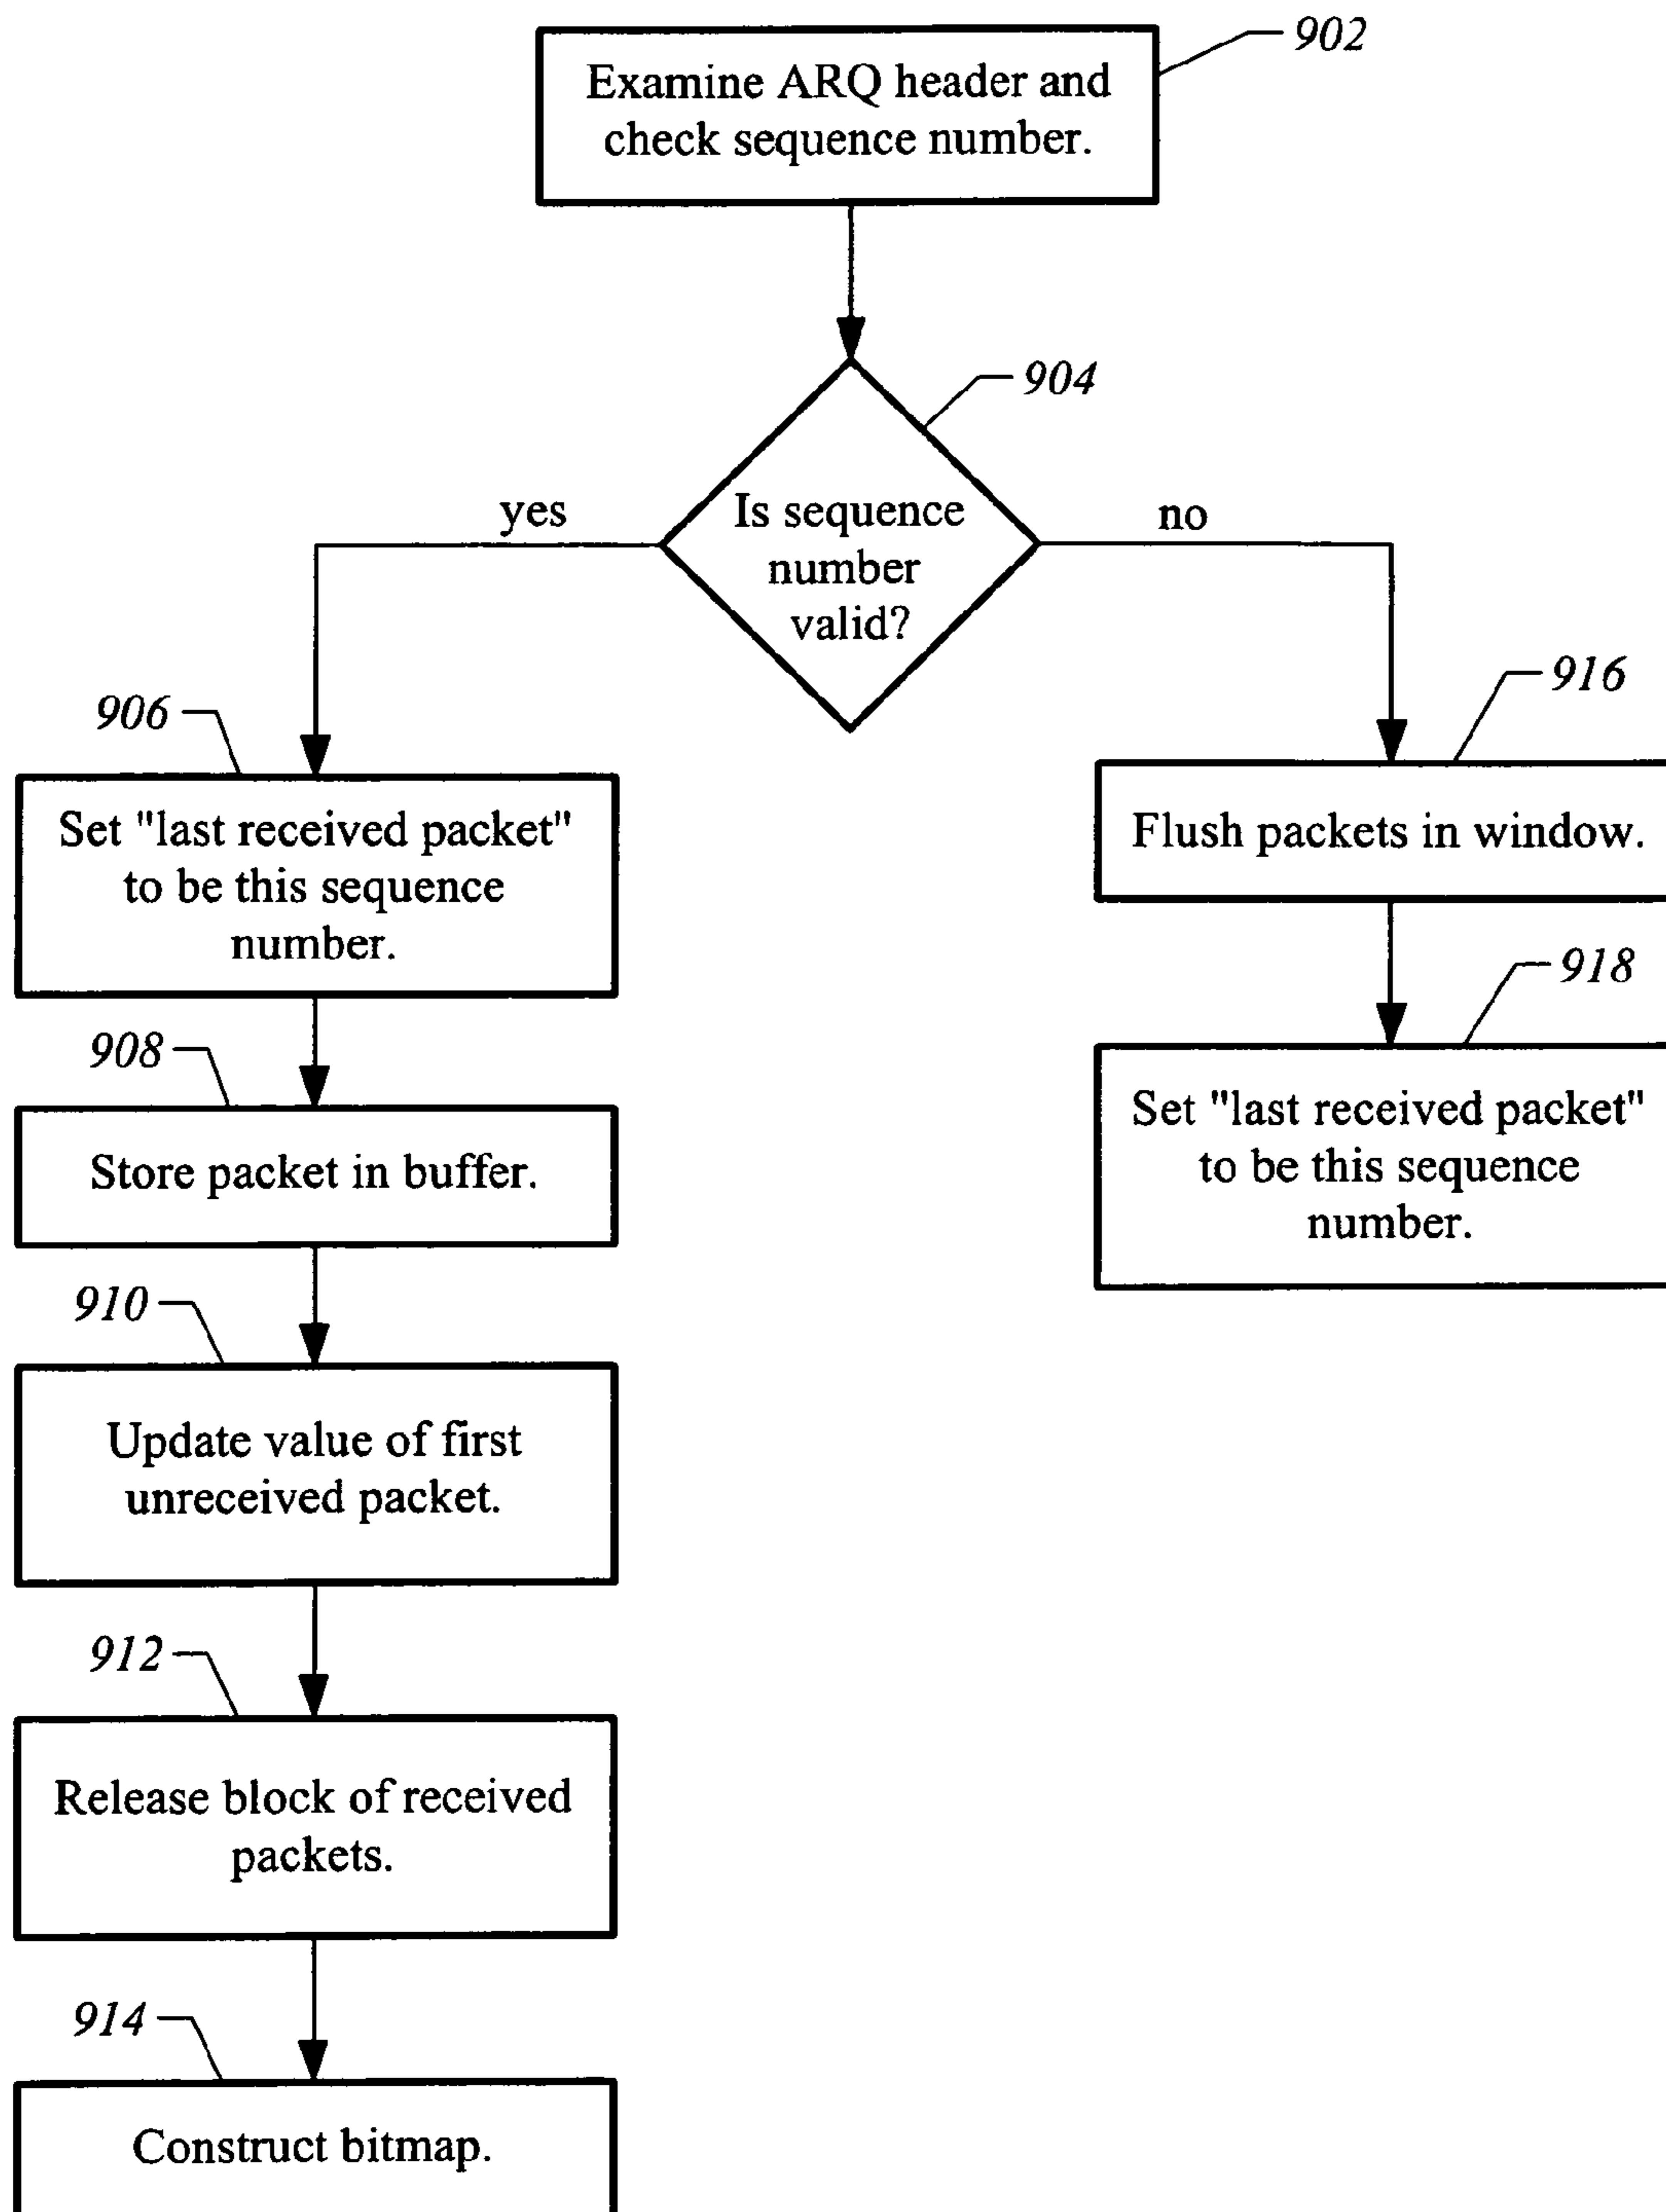 902
Examine ARQ header and
check sequence number.
904
Is sequence
number
valid?
yes
no
906
Set "last received packet"
to be this sequence
number.
908
Store packet in buffer.
910
Update value of first
unreceived packet.
912
Release block of received
packets.
914
Construct bitmap.
916
Flush packets in window.
918
Set "last received packet"
to be this sequence
number.